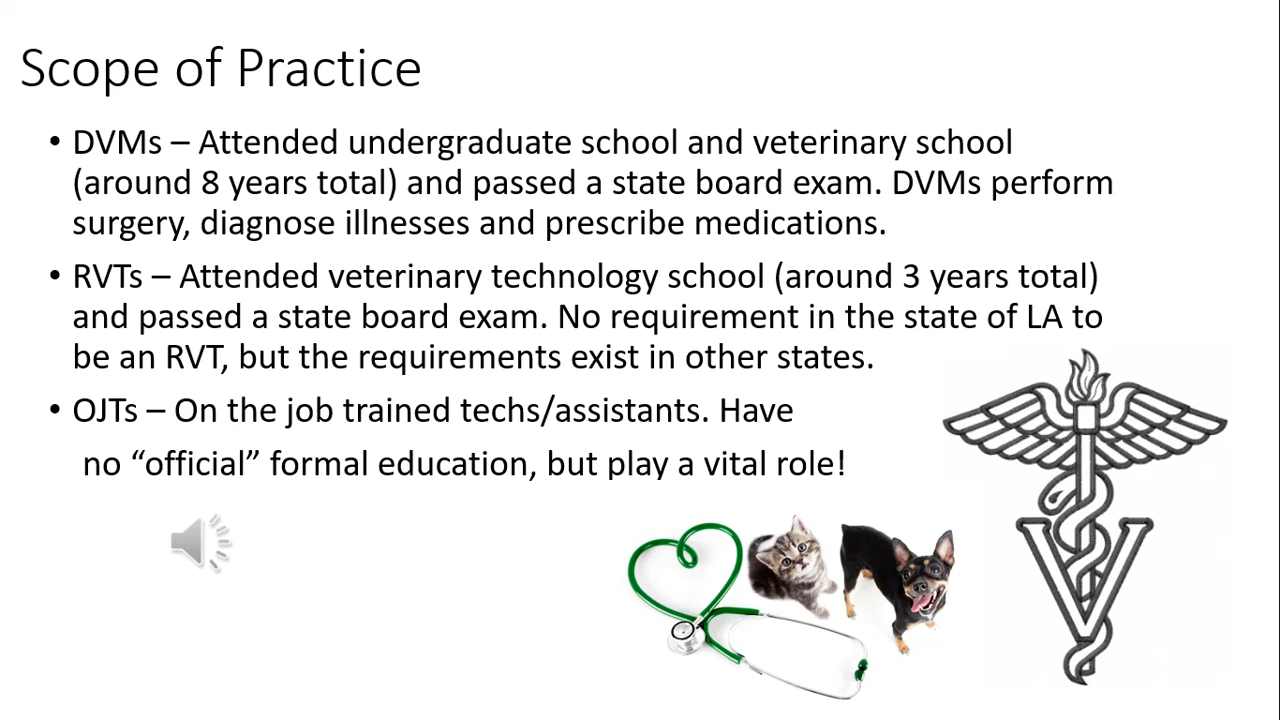 Scope of Practice
• DVMs – Attended undergraduate school and veterinary school
(around 8 years total) and passed a state board exam. DVMs perform
surgery, diagnose illnesses and prescribe medications.
• RVTs – Attended veterinary technology school (around 3 years total)
and passed a state board exam. No requirement in the state of LA to
be an RVT, but the requirements exist in other states.
• OJTs – On the job trained techs/assistants. Have
no “official” formal education, but play a vital role!
V